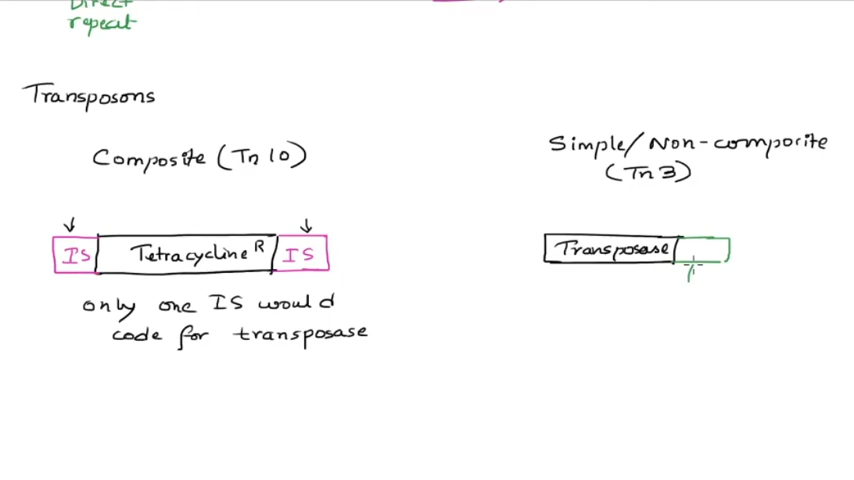 Direct
repeat
Transposons
Composite (Tn 10)
Simple/Non-composite
(Tn 3)
IS Tetracycline R IS
Transposase
only one IS would
code for transposase